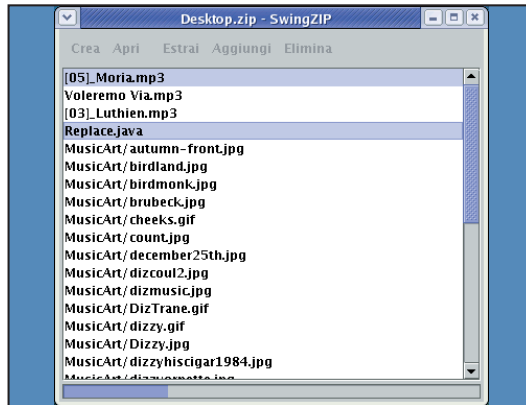 Desktop.zip - SwingZIP
Crea Apri Estrai Aggiungi Elimina
[05]_Moria.mp3
Voleremo Via.mp3
[03]_Luthien.mp3
Replace.java
MusicArt/autumn-front.jpg
MusicArt/birdland.jpg
MusicArt/birdmonk.jpg
MusicArt/brubeck.jpg
MusicArt/cheeks.gif
MusicArt/count.jpg
MusicArt/december25th.jpg
MusicArt/dizcoul2.jpg
MusicArt/dizmusic.jpg
MusicArt/DizTrane.gif
MusicArt/dizzy.gif
MusicArt/Dizzy.jpg
MusicArt/dizzyhiscigar1984.jpg
MusicArt/dizzyornette.jpg